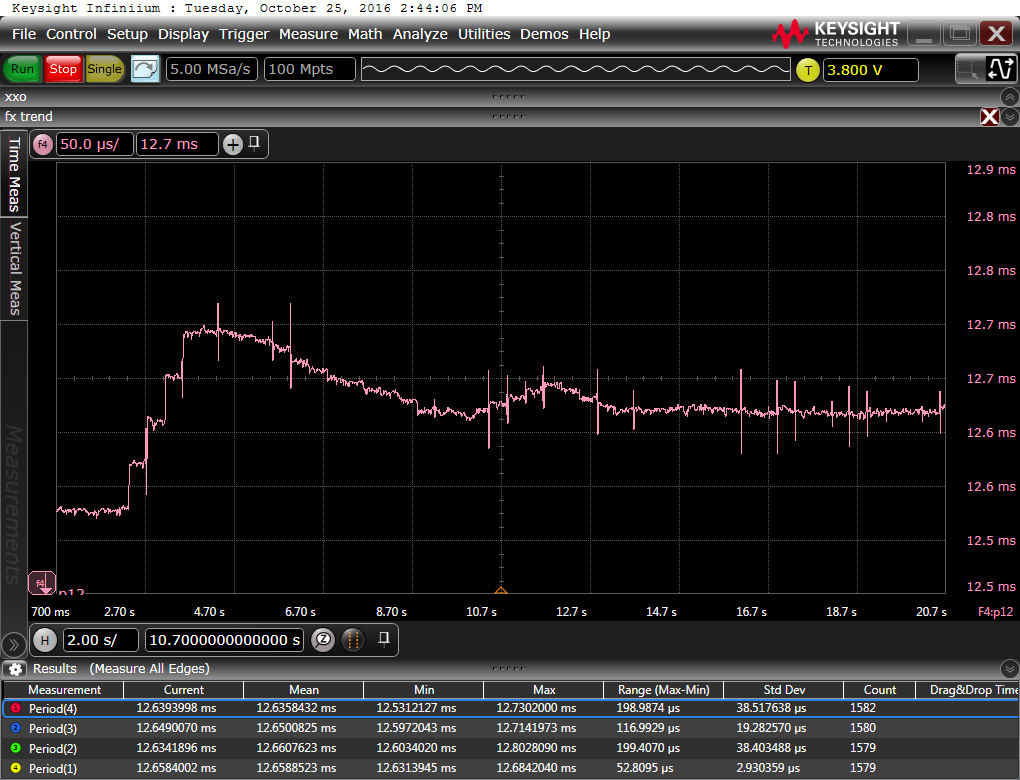 Keysight Infiniium : Tuesday, October 25, 2016 2:44:06 PM
File Control Setup Display Trigger Measure Math Analyze Utilities Demos Help
KEYSIGHT
TECHNOLOGIES
Run Stop Single 5.00 MSa/s 100 Mpts T 3.800 V
xxo
fx trend
f4 50.0 µs/ 12.7 ms +
Time Meas
Vertical Meas
Measurements
12.9 ms
12.8 ms
12.8 ms
12.7 ms
12.7 ms
12.6 ms
12.6 ms
12.5 ms
12.5 ms
f4 p12
700 ms 2.70 s 4.70 s 6.70 s 8.70 s 10.7 s 12.7 s 14.7 s 16.7 s 18.7 s 20.7 s F4:p12
H 2.00 s/ 10.7000000000000 s Z
Results (Measure All Edges)
Measurement Current Mean Min Max Range (Max-Min) Std Dev Count Drag&Drop Time
1 Period(4) 12.6393998 ms 12.6358432 ms 12.5312127 ms 12.7302000 ms 198.9874 µs 38.517638 µs 1582
2 Period(3) 12.6490070 ms 12.6500825 ms 12.5972043 ms 12.7141973 ms 116.9929 µs 19.282570 µs 1580
3 Period(2) 12.6341896 ms 12.6607623 ms 12.6034020 ms 12.8028090 ms 199.4070 µs 38.403488 µs 1579
4 Period(1) 12.6584002 ms 12.6588523 ms 12.6313945 ms 12.6842040 ms 52.8095 µs 2.930359 µs 1579